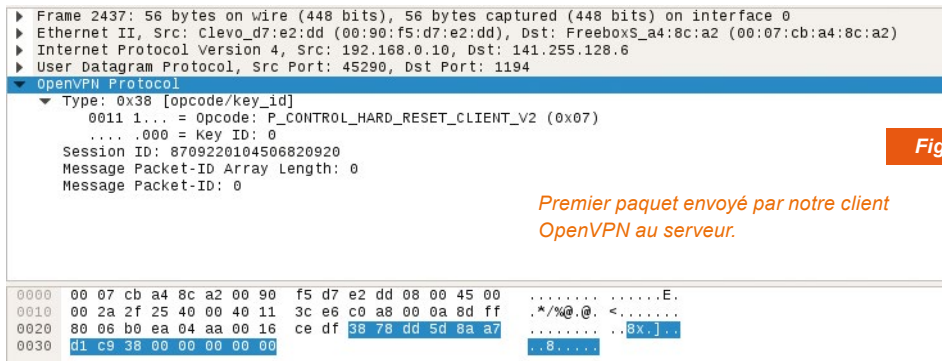 Frame 2437: 56 bytes on wire (448 bits), 56 bytes captured (448 bits) on interface 0
Ethernet II, Src: Clevo_d7:e2:dd (00:90:f5:d7:e2:dd), Dst: FreeboxS_a4:8c:a2 (00:07:cb:a4:8c:a2)
Internet Protocol Version 4, Src: 192.168.0.10, Dst: 141.255.128.6
User Datagram Protocol, Src Port: 45290, Dst Port: 1194
OpenVPN Protocol
Type: 0x38 [opcode/key_id]
0011 1... = Opcode: P_CONTROL_HARD_RESET_CLIENT_V2 (0x07)
.... .000 = Key ID: 0
Session ID: 8709220104506820920
Message Packet-ID Array Length: 0
Message Packet-ID: 0
Fig
Premier paquet envoyé par notre client
OpenVPN au serveur.
0000 00 07 cb a4 8c a2 00 90 f5 d7 e2 dd 08 00 45 00 ........ ......E.
0010 00 2a 2f 25 40 00 40 11 3c e6 c0 a8 00 0a 8d ff .*/%@.@. <.......
0020 80 06 b0 ea 04 aa 00 16 ce df 38 78 dd 5d 8a a7 ........ ..8x.]..
0030 d1 c9 38 00 00 00 00 00 ..8.....